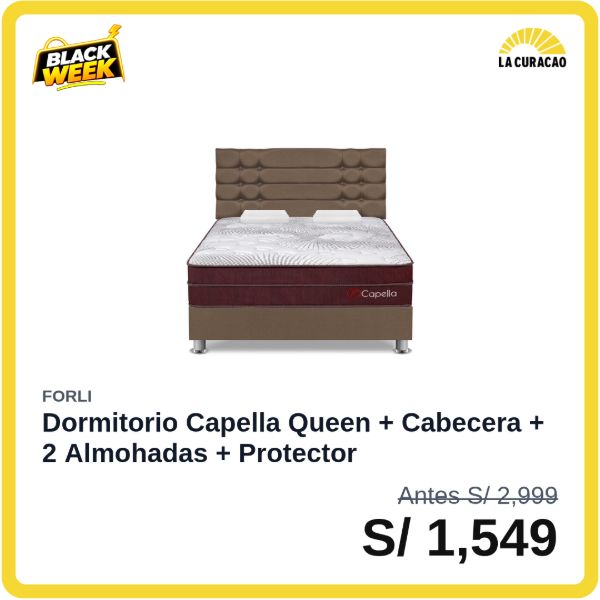 BLACK
WEEK
LA CURACAO
Capella
FORLI
Dormitorio Capella Queen + Cabecera +
2 Almohadas + Protector
Antes S/ 2,999
S/ 1,549